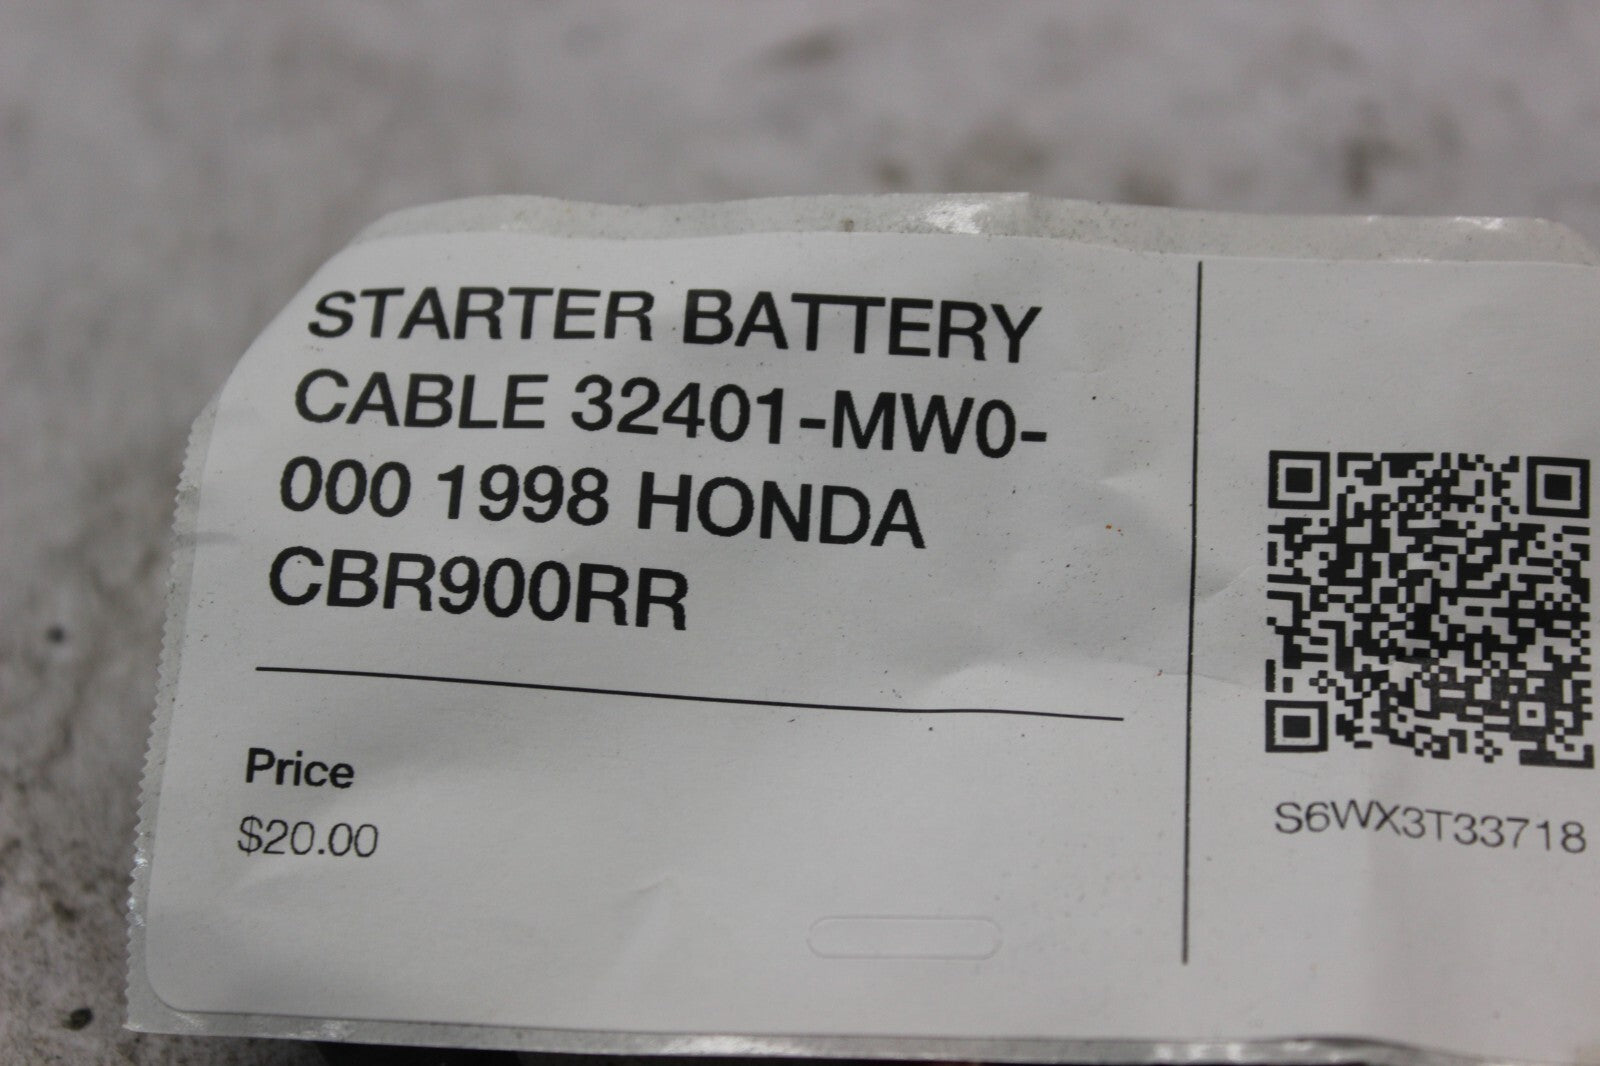 STARTER BATTERY
CABLE 32401-MW0-
000 1998 HONDA
CBR900RR
Price
$20.00
S6WX3T33718